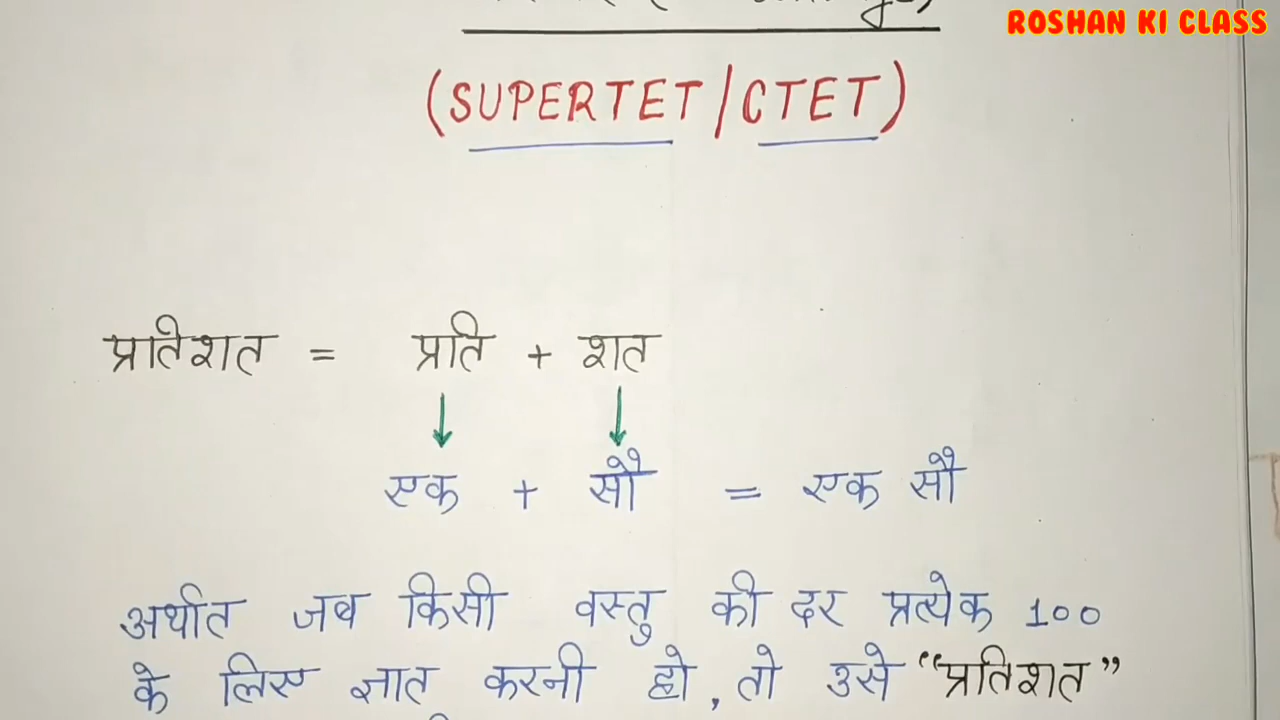 ROSHAN KI CLASS
(SUPERTET/CTET)
प्रतिशत = प्रति + शत
एक + सौ = एक सौ
अर्थात जव किसी वस्तु की दर प्रत्येक 100
के लिए ज्ञात करनी हो, तो उसे “प्रतिशत”